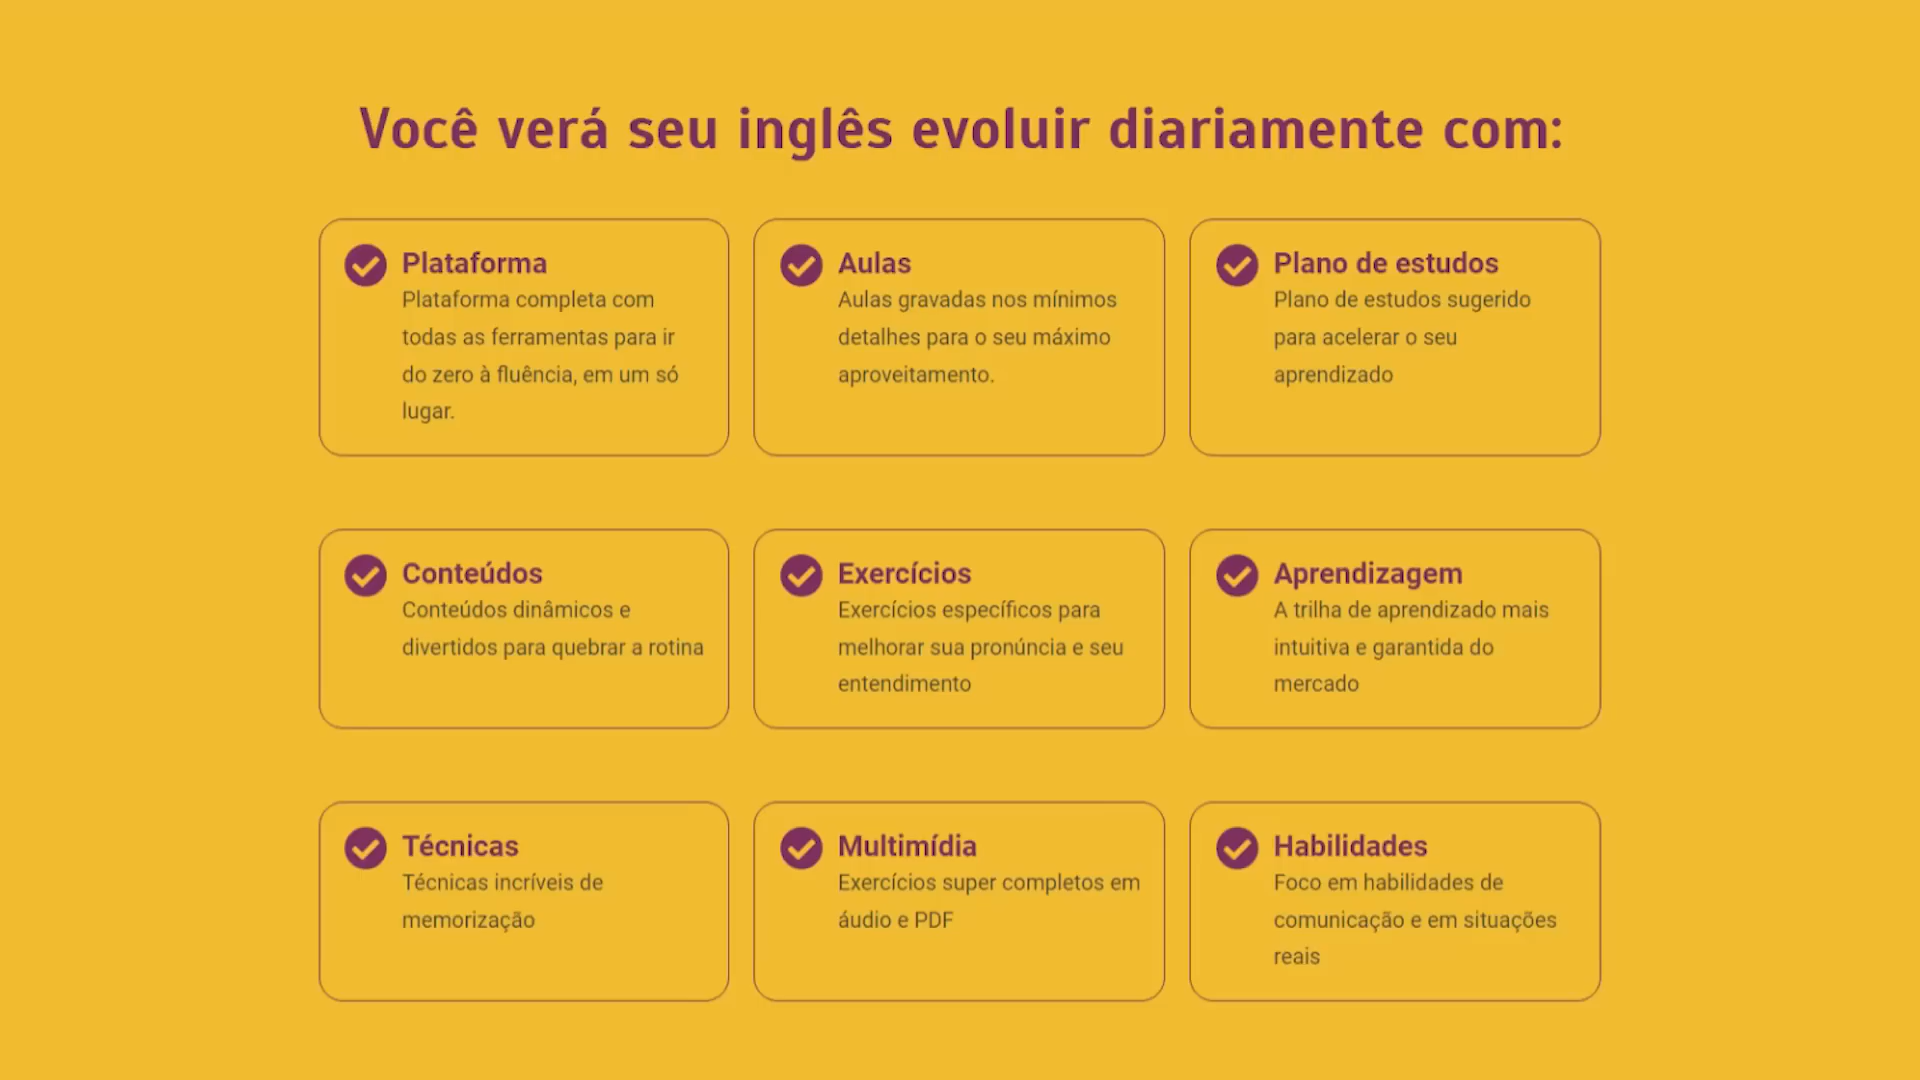 Você verá seu inglês evoluir diariamente com:
Plataforma
Plataforma completa com
todas as ferramentas para ir
do zero à fluência, em um só
lugar.
Aulas
Aulas gravadas nos mínimos
detalhes para o seu máximo
aproveitamento.
Plano de estudos
Plano de estudos sugerido
para acelerar o seu
aprendizado
Conteúdos
Conteúdos dinâmicos e
divertidos para quebrar a rotina
Exercícios
Exercícios específicos para
melhorar sua pronúncia e seu
entendimento
Aprendizagem
A trilha de aprendizado mais
intuitiva e garantida do
mercado
Técnicas
Técnicas incríveis de
memorização
Multimídia
Exercícios super completos em
áudio e PDF
Habilidades
Foco em habilidades de
comunicação e em situações
reais